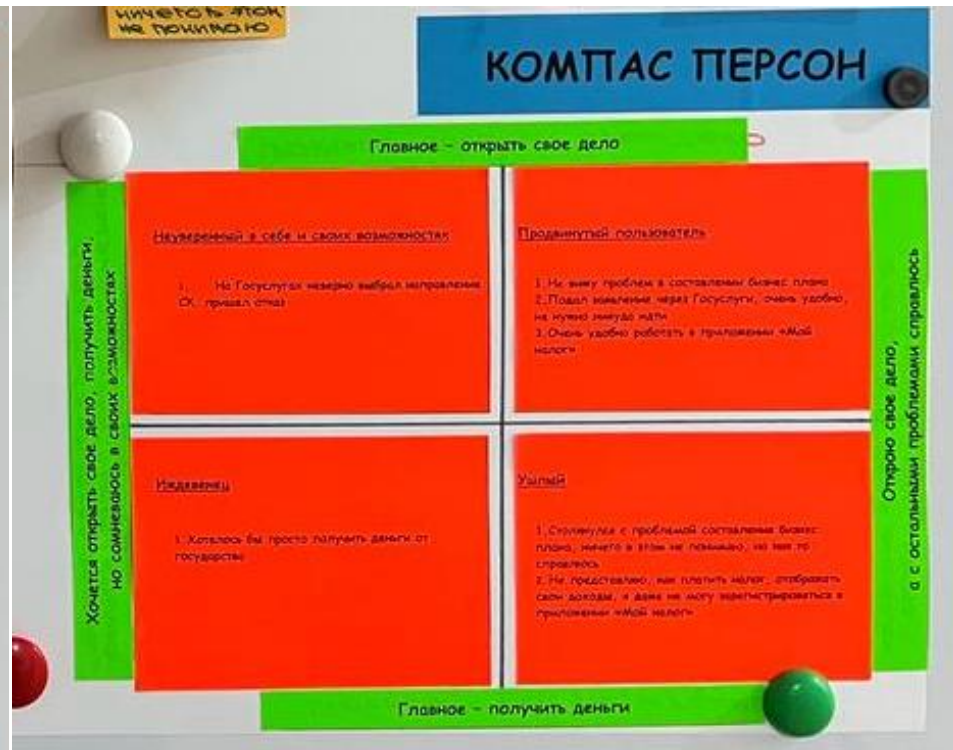 ничего в этом
не понимаю
КОМПАС ПЕРСОН
Главное – открыть свое дело
Хочется открыть свое дело, получить деньги,
но сомневаюсь в своих возможностях
Неуверенный в себе и своих возможностях
1. На Госуслугах неверно выбрал направление
СК, пришел отказ
Продвинутый пользователь
1. Не вижу проблем в составлении бизнес плана
2. Подал заявление через Госуслуги, очень удобно,
не нужно никуда идти
3. Очень удобно работать в приложении «Мой
налог»
Иждевенец
1. Хотелось бы просто получить деньги от
государства
Ушлый
1. Столкнулся с проблемой составления бизнес
плана, ничего в этом не понимаю, но как то
справлюсь
2. Не представляю, как платить налог, отображать
свои доходы, я даже не могу зарегистрироваться в
приложении «Мой налог»
Открою свое дело,
а с остальными проблемами справлюсь
Главное – получить деньги